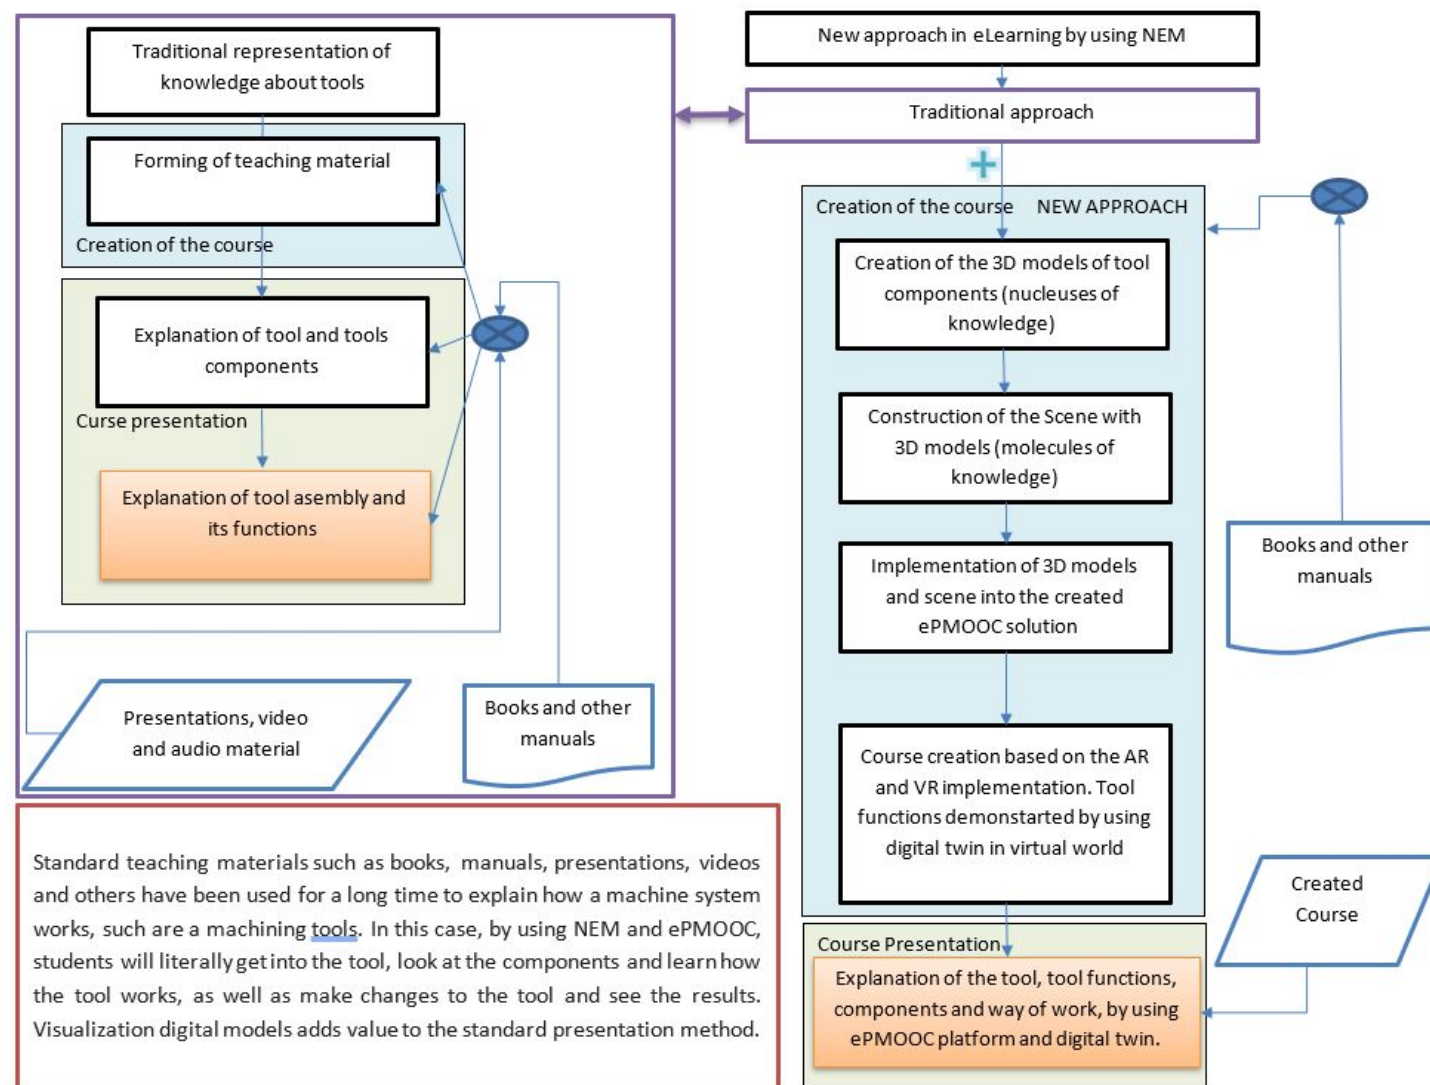 Traditional representation of
knowledge about tools
Forming of teaching material
Creation of the course
Explanation of tool and tools
components
Curse presentation
Explanation of tool asembly and
its functions
Presentations, video
and audio material
Books and other
manuals
Standard teaching materials such as books, manuals, presentations, videos
and others have been used for a long time to explain how a machine system
works, such are a machining tools. In this case, by using NEM and ePMOOC,
students will literally get into the tool, look at the components and learn how
the tool works, as well as make changes to the tool and see the results.
Visualization digital models adds value to the standard presentation method.
New approach in eLearning by using NEM
Traditional approach
Creation of the course NEW APPROACH
Creation of the 3D models of tool
components (nucleuses of
knowledge)
Construction of the Scene with
3D models (molecules of
knowledge)
Implementation of 3D models
and scene into the created
ePMOOC solution
Course creation based on the AR
and VR implementation. Tool
functions demonstarted by using
digital twin in virtual world
Books and other
manuals
Created
Course
Course Presentation
Explanation of the tool, tool functions,
components and way of work, by using
ePMOOC platform and digital twin.